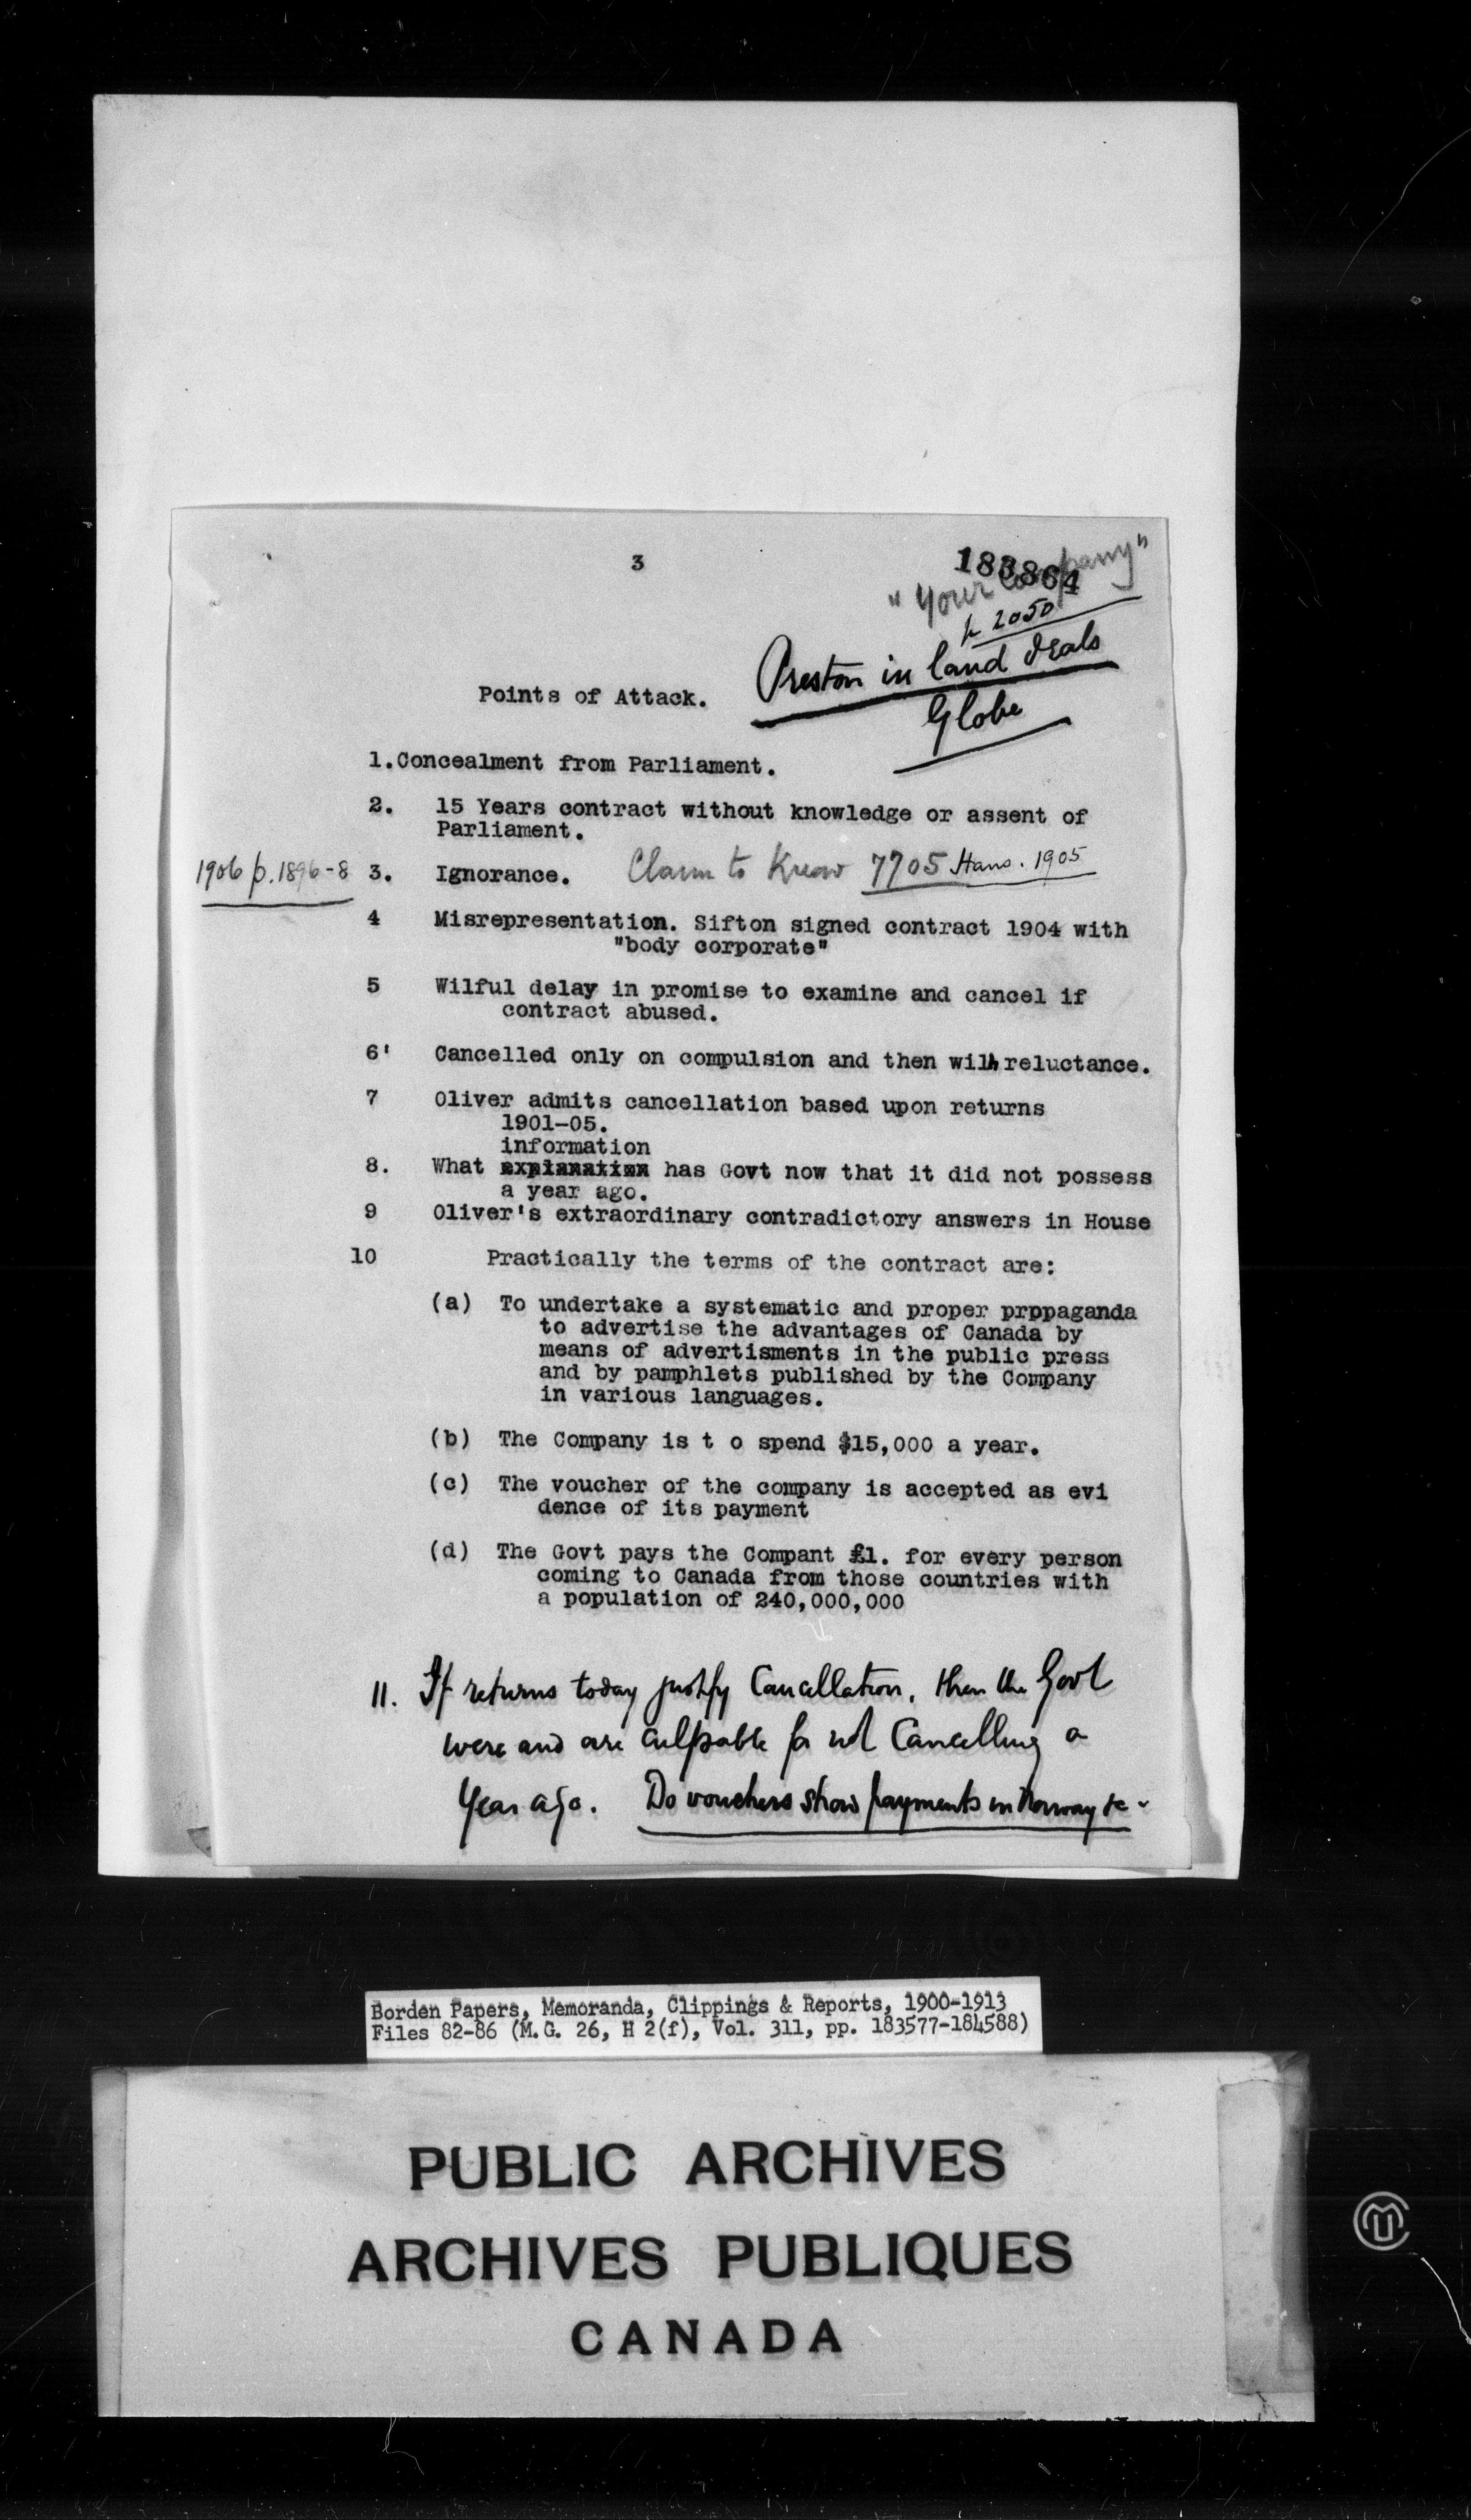 3
183864
"Your Company"
p 2050
Preston in land deals
Globe
Points of Attack.
1.Concealment from Parliament.
2. 15 Years contract without knowledge or assent of
Parliament.
1906 p. 1896-8 3. Ignorance. Claim to Know 7705 Hans. 1905
4 Misrepresentation. Sifton signed contract 1904 with
"body corporate"
5 Wilful delay in promise to examine and cancel if
contract abused.
6' Cancelled only on compulsion and then with reluctance.
7 Oliver admits cancellation based upon returns
1901-05.
information
8. What explanation has Govt now that it did not possess
a year ago.
9 Oliver's extraordinary contradictory answers in House
10 Practically the terms of the contract are:
(a) To undertake a systematic and proper prppaganda
to advertise the advantages of Canada by
means of advertisments in the public press
and by pamphlets published by the Company
in various languages.
(b) The Company is t o spend $15,000 a year.
(c) The voucher of the company is accepted as evi
dence of its payment
(d) The Govt pays the Compant £1. for every person
coming to Canada from those countries with
a population of 240,000,000
11. If returns today justify Cancellation, then the Govt
were and are culpable for not Cancelling a
Year ago. Do vouchers show payments in Norway &c -
Borden Papers, Memoranda, Clippings & Reports, 1900-1913
Files 82-86 (M.G. 26, H 2(f), Vol. 311, pp. 183577-184588)
PUBLIC ARCHIVES
ARCHIVES PUBLIQUES
CANADA